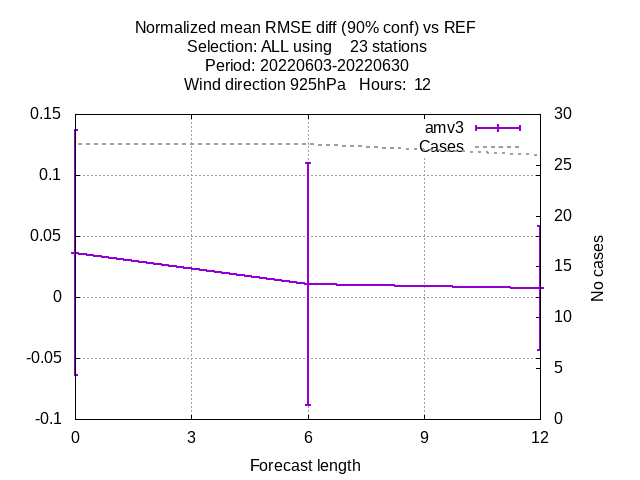 Normalized mean RMSE diff (90% conf) vs REF
Selection: ALL using    23 stations
Period: 20220603-20220630
Wind direction 925hPa   Hours:  12
0.15
0.1
0.05
0
-0.05
-0.1
30
25
20
15
10
5
0
amv3
Cases
No cases
0
3
6
9
12
Forecast length